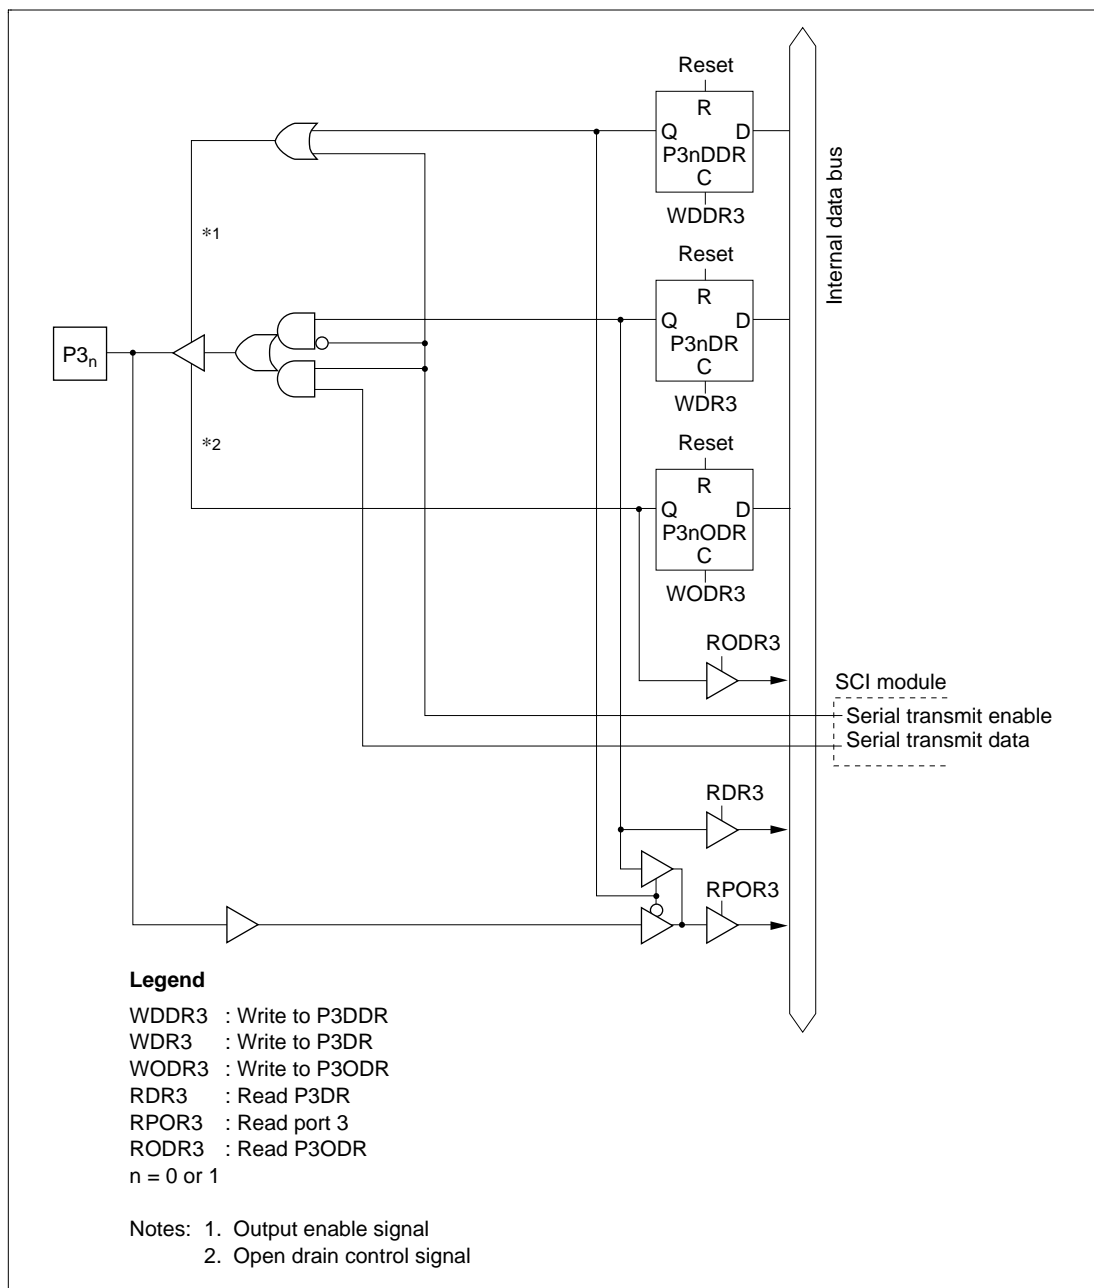 Reset
R
Q D
P3nDDR
C
WDDR3
Internal data bus
*1
Reset
R
Q D
P3nDR
C
WDR3
P3n
*2
Reset
R
Q D
P3nODR
C
WODR3
RODR3
SCI module
Serial transmit enable
Serial transmit data
RDR3
RPOR3
Legend
WDDR3 : Write to P3DDR
WDR3 : Write to P3DR
WODR3 : Write to P3ODR
RDR3 : Read P3DR
RPOR3 : Read port 3
RODR3 : Read P3ODR
n = 0 or 1
Notes: 1. Output enable signal
2. Open drain control signal